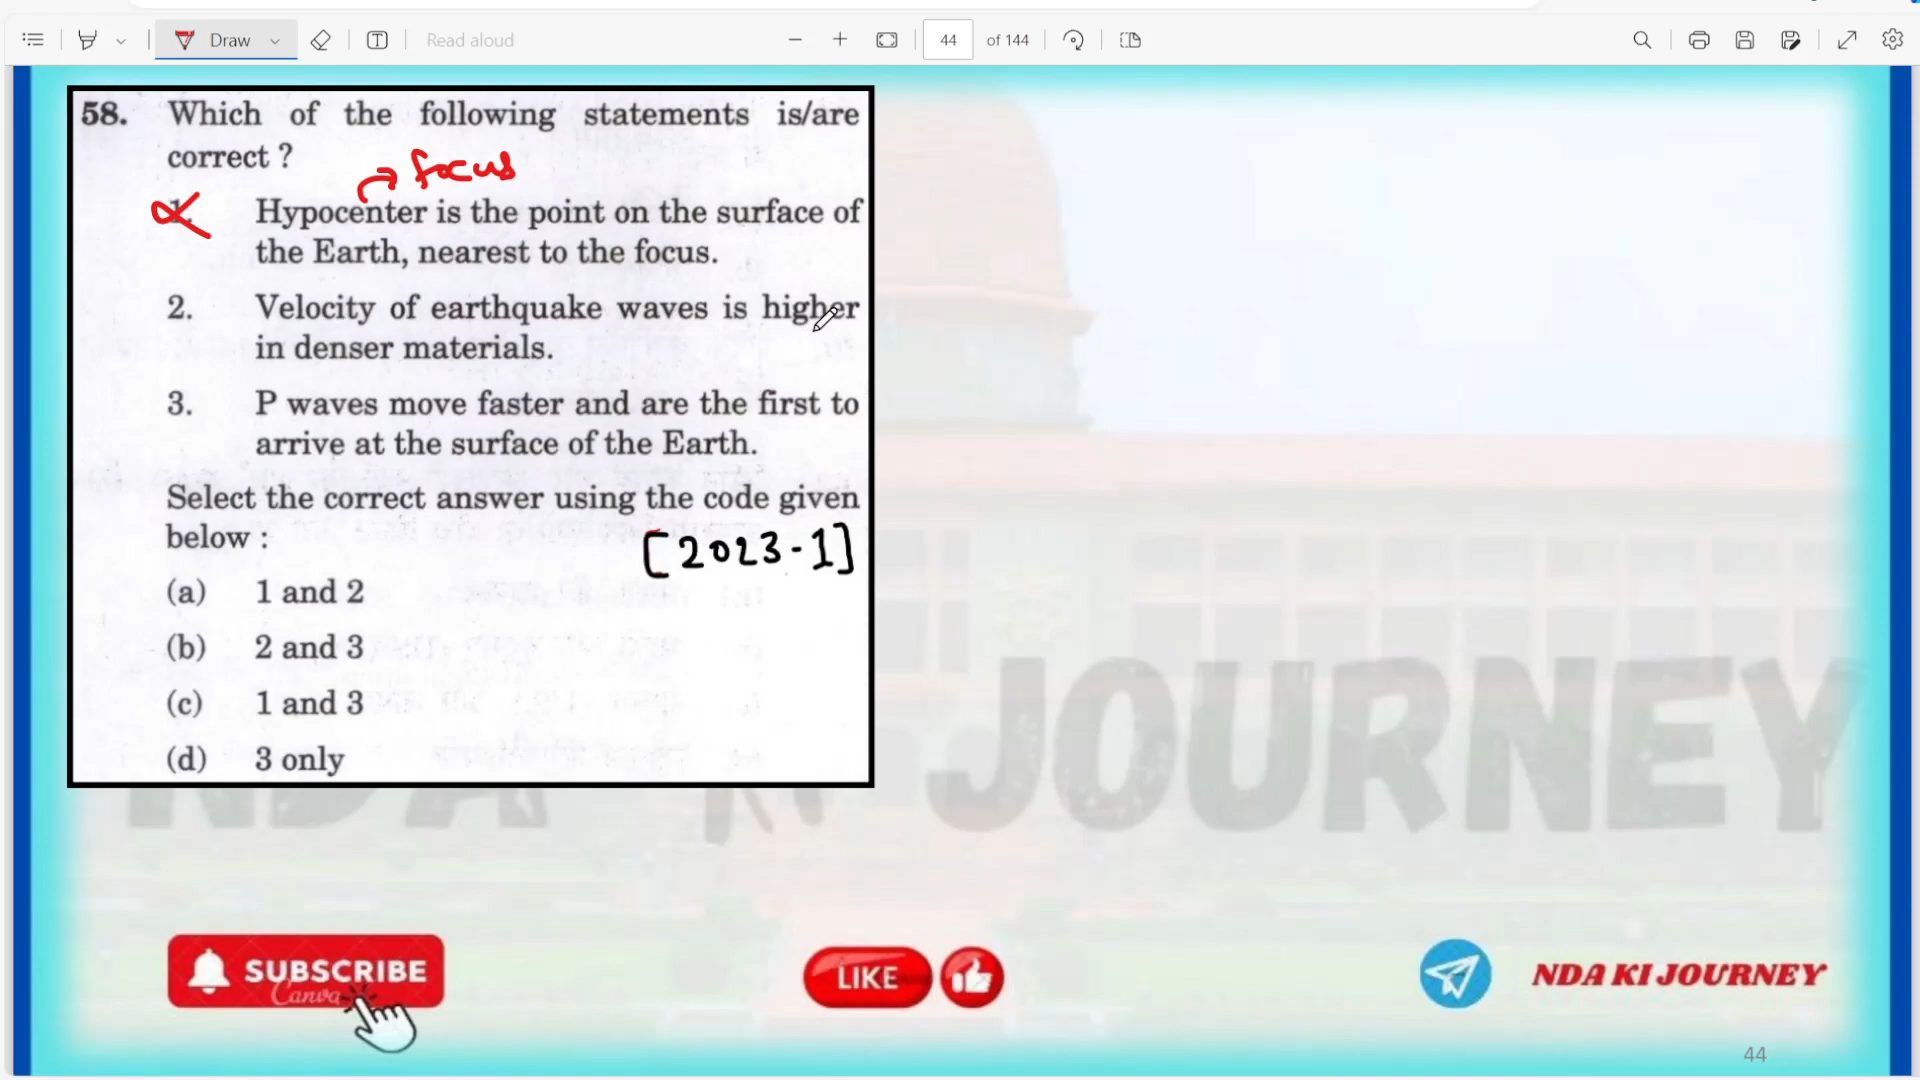 Draw
Read aloud
44
of 144
58. Which of the following statements is/are
correct ?
focus
1. Hypocenter is the point on the surface of
the Earth, nearest to the focus.
2. Velocity of earthquake waves is higher
in denser materials.
3. P waves move faster and are the first to
arrive at the surface of the Earth.
Select the correct answer using the code given
below :
[2023-1]
(a) 1 and 2
(b) 2 and 3
(c) 1 and 3
(d) 3 only
NDA KI JOURNEY
SUBSCRIBE
Canva
LIKE
NDA KI JOURNEY
44